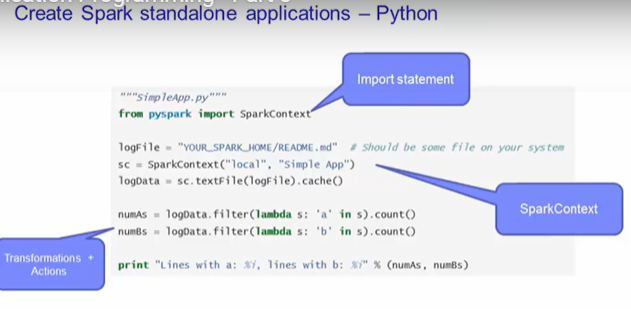 Create Spark standalone applications – Python
Import statement
"""SimpleApp.py"""
from pyspark import SparkContext
logFile = "YOUR_SPARK_HOME/README.md" # Should be some file on your system
sc = SparkContext("local", "Simple App")
logData = sc.textFile(logFile).cache()
SparkContext
numAs = logData.filter(lambda s: 'a' in s).count()
numBs = logData.filter(lambda s: 'b' in s).count()
Transformations +
Actions
print "Lines with a: %i, lines with b: %i" % (numAs, numBs)